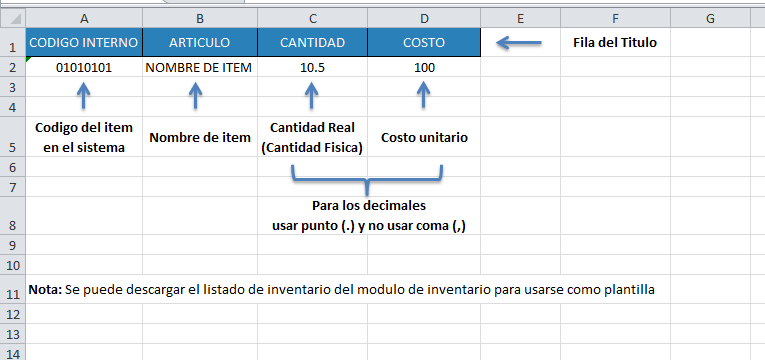 A B C D E F G
1 CODIGO INTERNO ARTICULO CANTIDAD COSTO Fila del Titulo
2 01010101 NOMBRE DE ITEM 10.5 100
3
4
Codigo del item Cantidad Real
5 Nombre de item Costo unitario
en el sistema (Cantidad Fisica)
6
7
Para los decimales
8 usar punto (.) y no usar coma (,)
9
10
11 Nota: Se puede descargar el listado de inventario del modulo de inventario para usarse como plantilla
12
13
14